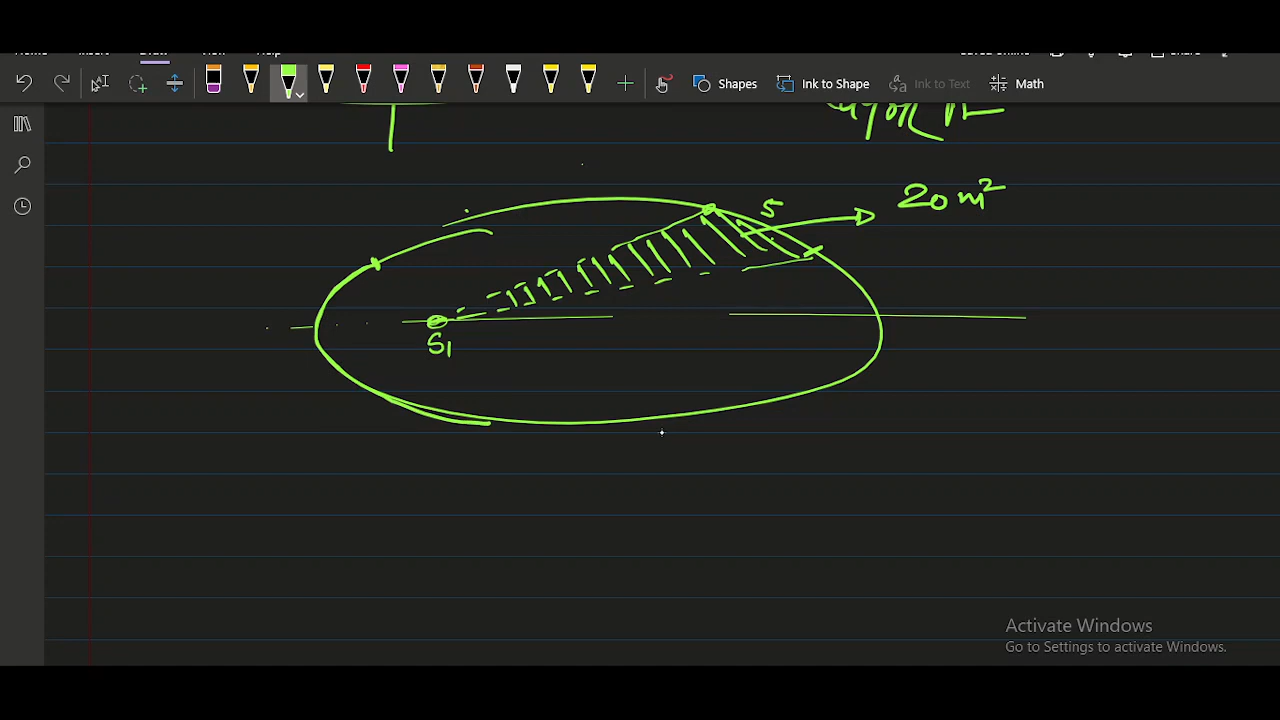 Ink to Shape
Shapes
Ink to Text
Math
20 m²
5
S1
Activate Windows
Go to Settings to activate Windows.